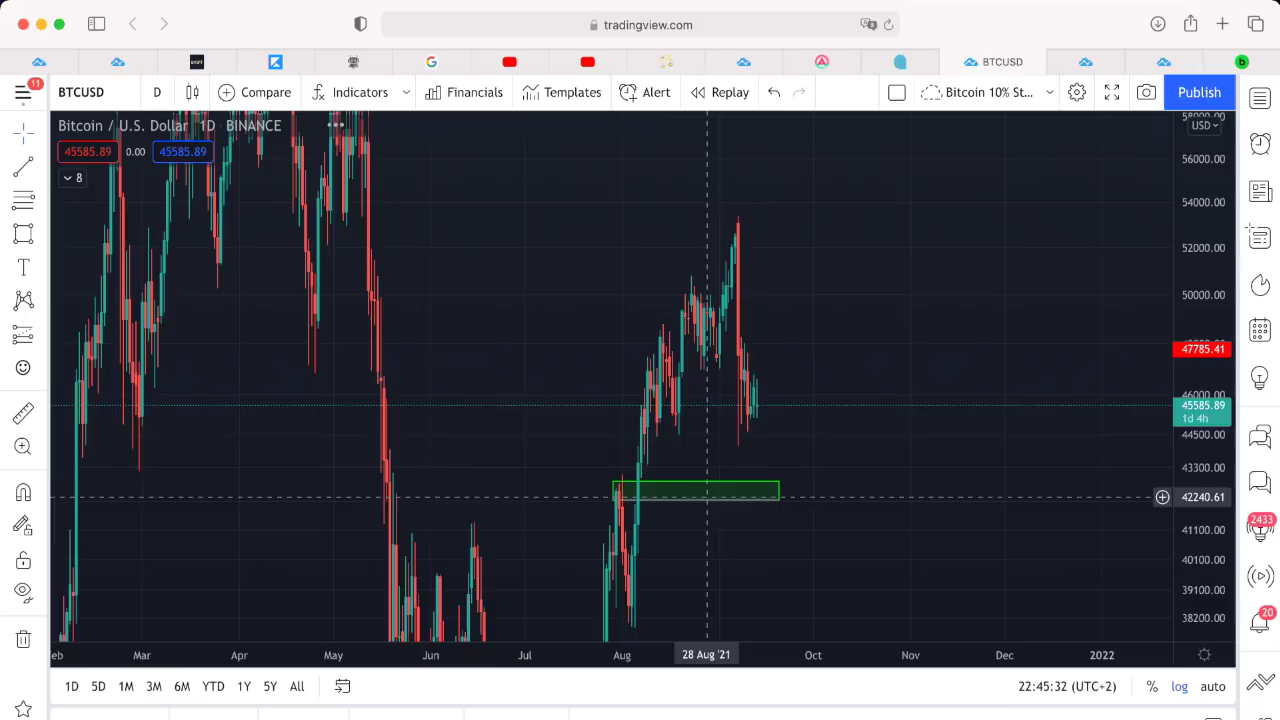 tradingview.com
BTCUSD
11
BTCUSD
D
Compare
Indicators
Financials
Templates
Alert
Replay
Bitcoin 10% St...
Publish
Bitcoin / U.S. Dollar 1D BINANCE
45585.89
0.00
45585.89
8
USD
58000.00
56000.00
54000.00
52000.00
50000.00
47785.41
46000.00
45585.89
1d 4h
44500.00
43300.00
42240.61
41100.00
40100.00
39100.00
38200.00
2433
20
eb
Mar
Apr
May
Jun
Jul
Aug
28 Aug '21
Oct
Nov
Dec
2022
1D
5D
1M
3M
6M
YTD
1Y
5Y
All
22:45:32 (UTC+2)
%
log
auto